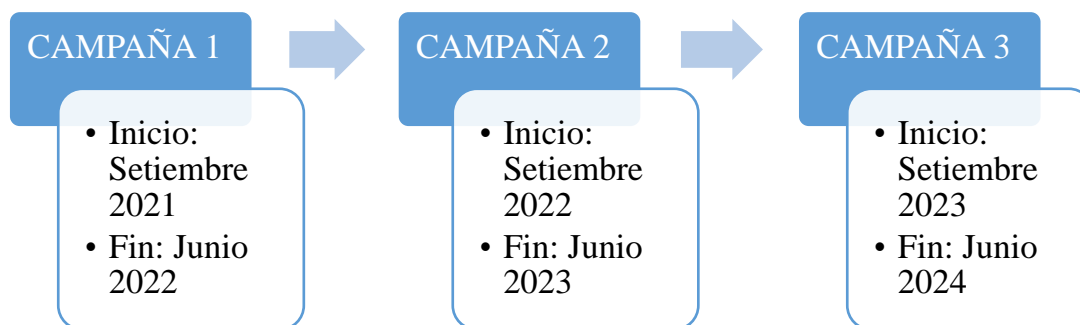 CAMPAÑA 1
• Inicio:
Setiembre
2021
• Fin: Junio
2022
CAMPAÑA 2
• Inicio:
Setiembre
2022
• Fin: Junio
2023
CAMPAÑA 3
• Inicio:
Setiembre
2023
• Fin: Junio
2024